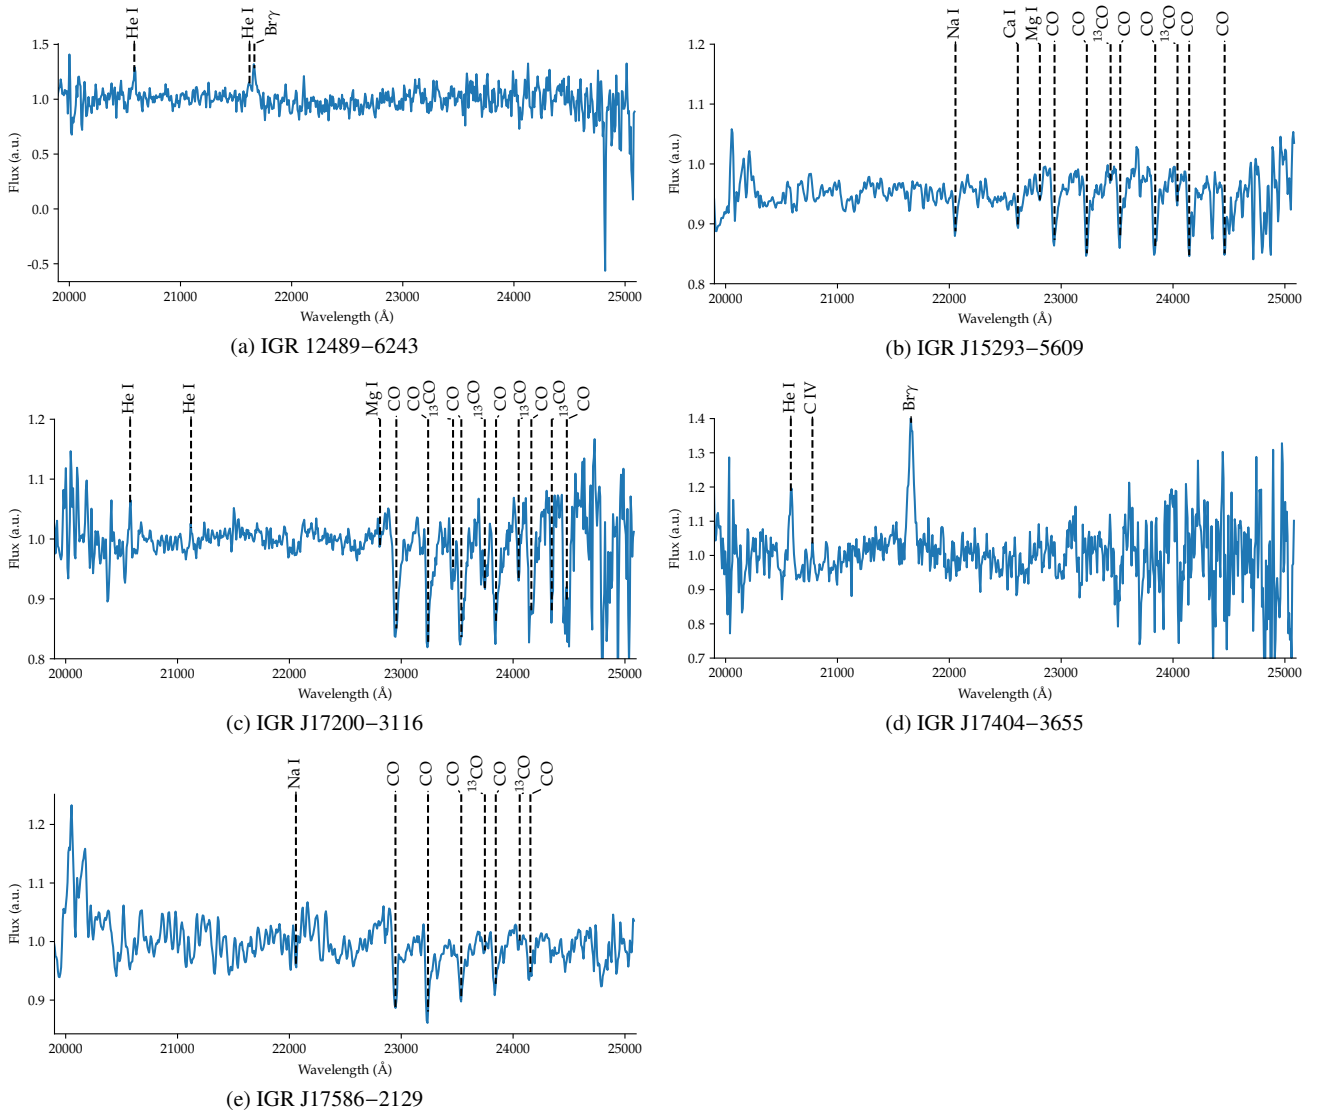 He I He I Brγ
1.5
1.0
0.5
0.0
-0.5
Flux (a.u.)
20000 21000 22000 23000 24000 25000
Wavelength (Å)
(a) IGR 12489−6243
Na I Ca I Mg I CO CO ¹³CO CO CO ¹³CO CO CO
1.2
1.1
1.0
0.9
0.8
Flux (a.u.)
20000 21000 22000 23000 24000 25000
Wavelength (Å)
(b) IGR J15293−5609
He I He I Mg I CO CO ¹³CO CO ¹³CO CO ¹³CO CO ¹³CO CO
1.2
1.1
1.0
0.9
0.8
Flux (a.u.)
20000 21000 22000 23000 24000 25000
Wavelength (Å)
(c) IGR J17200−3116
He I C IV Brγ
1.4
1.3
1.2
1.1
1.0
0.9
0.8
0.7
Flux (a.u.)
20000 21000 22000 23000 24000 25000
Wavelength (Å)
(d) IGR J17404−3655
Na I CO CO CO ¹³CO CO ¹³CO CO
1.2
1.1
1.0
0.9
Flux (a.u.)
20000 21000 22000 23000 24000 25000
Wavelength (Å)
(e) IGR J17586−2129